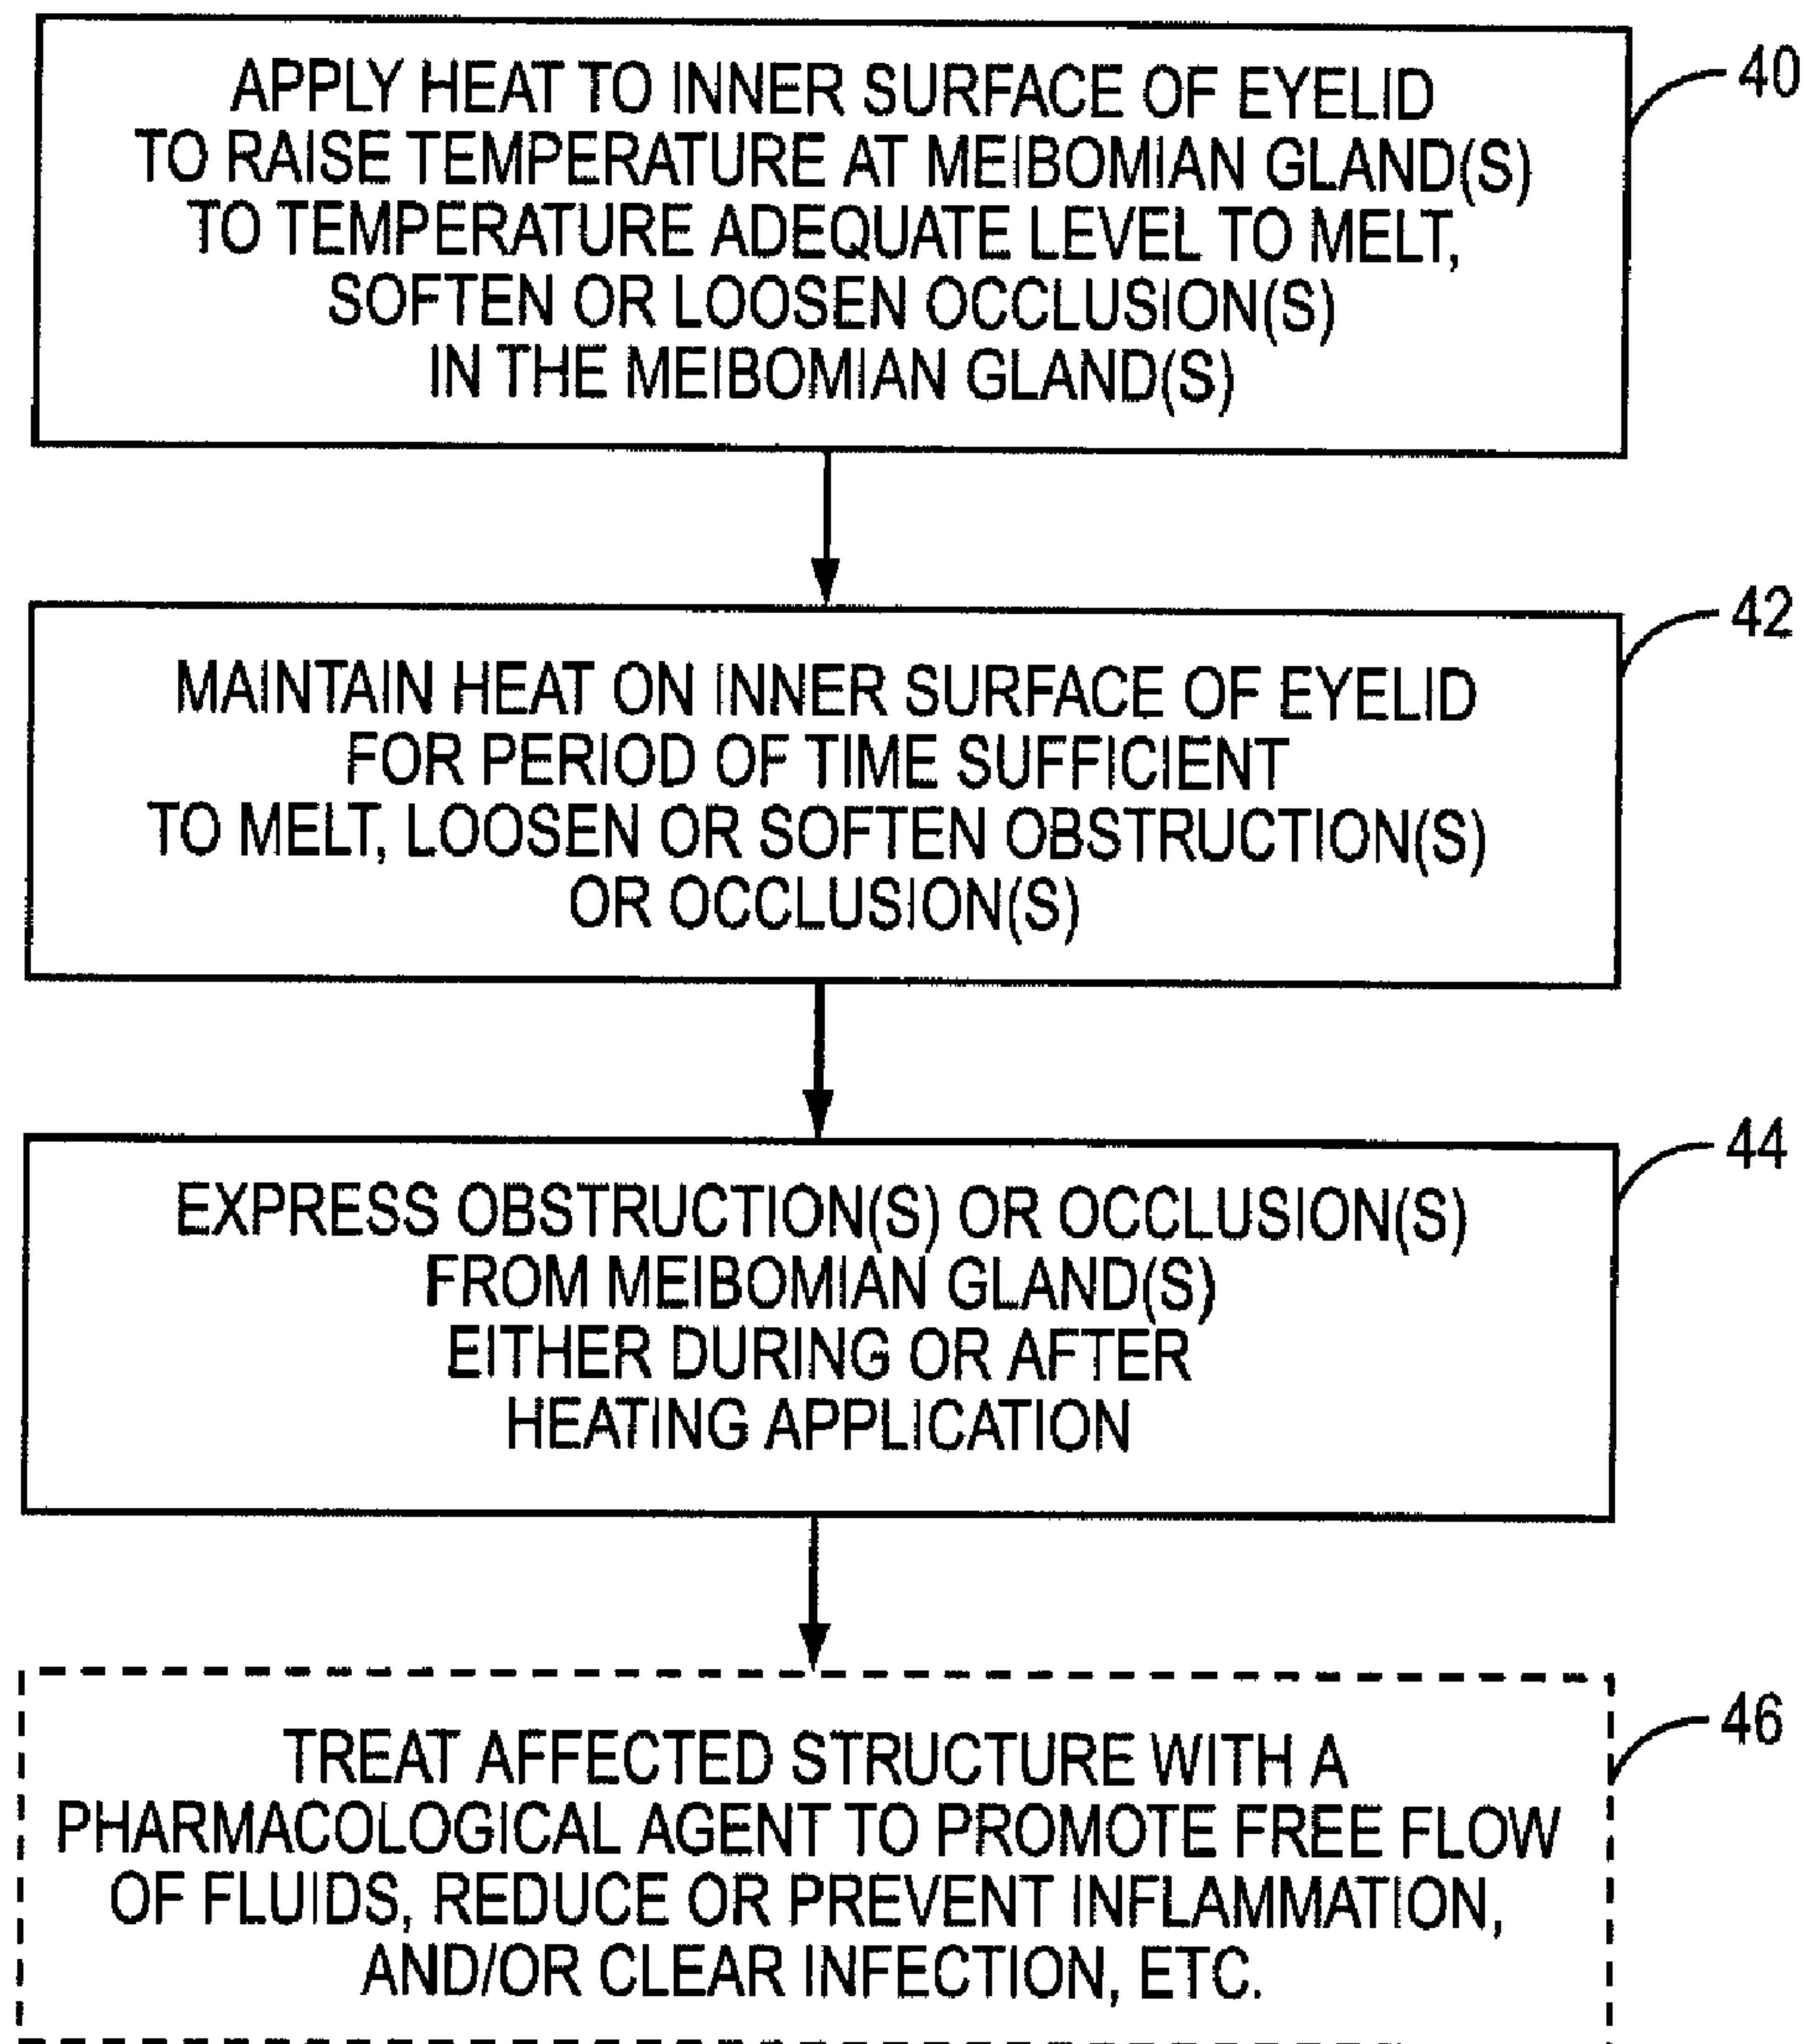 APPLY HEAT TO INNER SURFACE OF EYELID
TO RAISE TEMPERATURE AT MEIBOMIAN GLAND(S)
TO TEMPERATURE ADEQUATE LEVEL TO MELT,
SOFTEN OR LOOSEN OCCLUSION(S)
IN THE MEIBOMIAN GLAND(S)
40
MAINTAIN HEAT ON INNER SURFACE OF EYELID
FOR PERIOD OF TIME SUFFICIENT
TO MELT, LOOSEN OR SOFTEN OBSTRUCTION(S)
OR OCCLUSION(S)
42
EXPRESS OBSTRUCTION(S) OR OCCLUSION(S)
FROM MEIBOMIAN GLAND(S)
EITHER DURING OR AFTER
HEATING APPLICATION
44
TREAT AFFECTED STRUCTURE WITH A
PHARMACOLOGICAL AGENT TO PROMOTE FREE FLOW
OF FLUIDS, REDUCE OR PREVENT INFLAMMATION,
AND/OR CLEAR INFECTION, ETC.
46